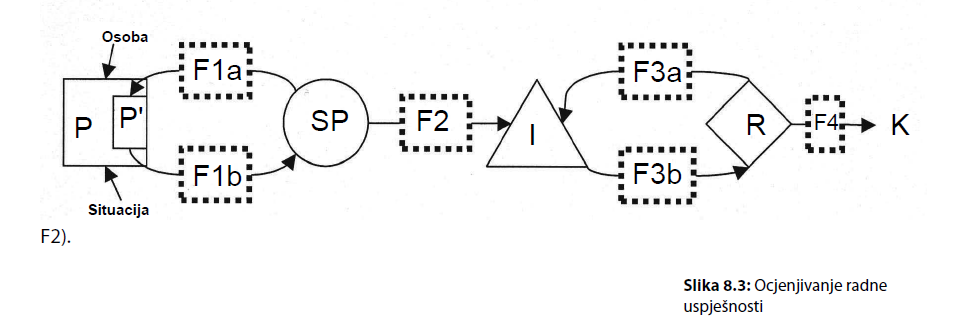 Osoba
F1a
F3a
P
P'
SP
F2
I
R
F4
K
F1b
F3b
Situacija
F2).
Slika 8.3: Ocjenjivanje radne
uspješnosti